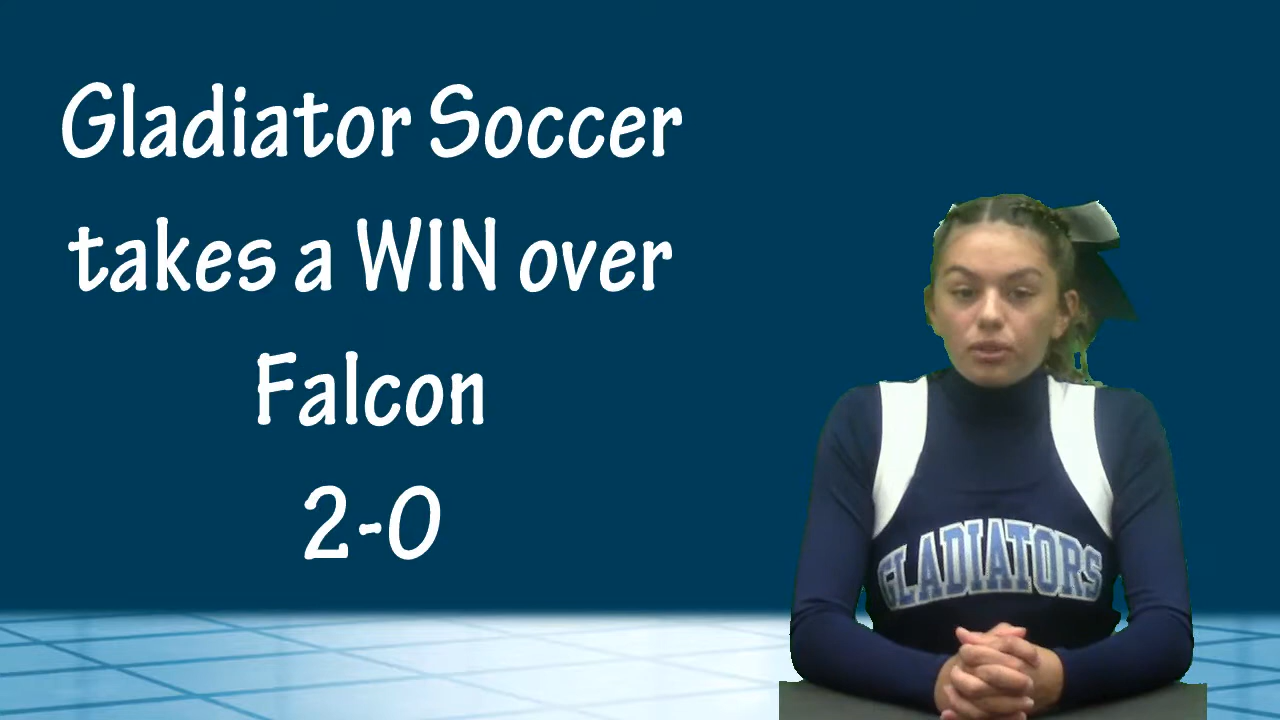 Gladiator Soccer
takes a WIN over
Falcon
2-0
GLADIATORS